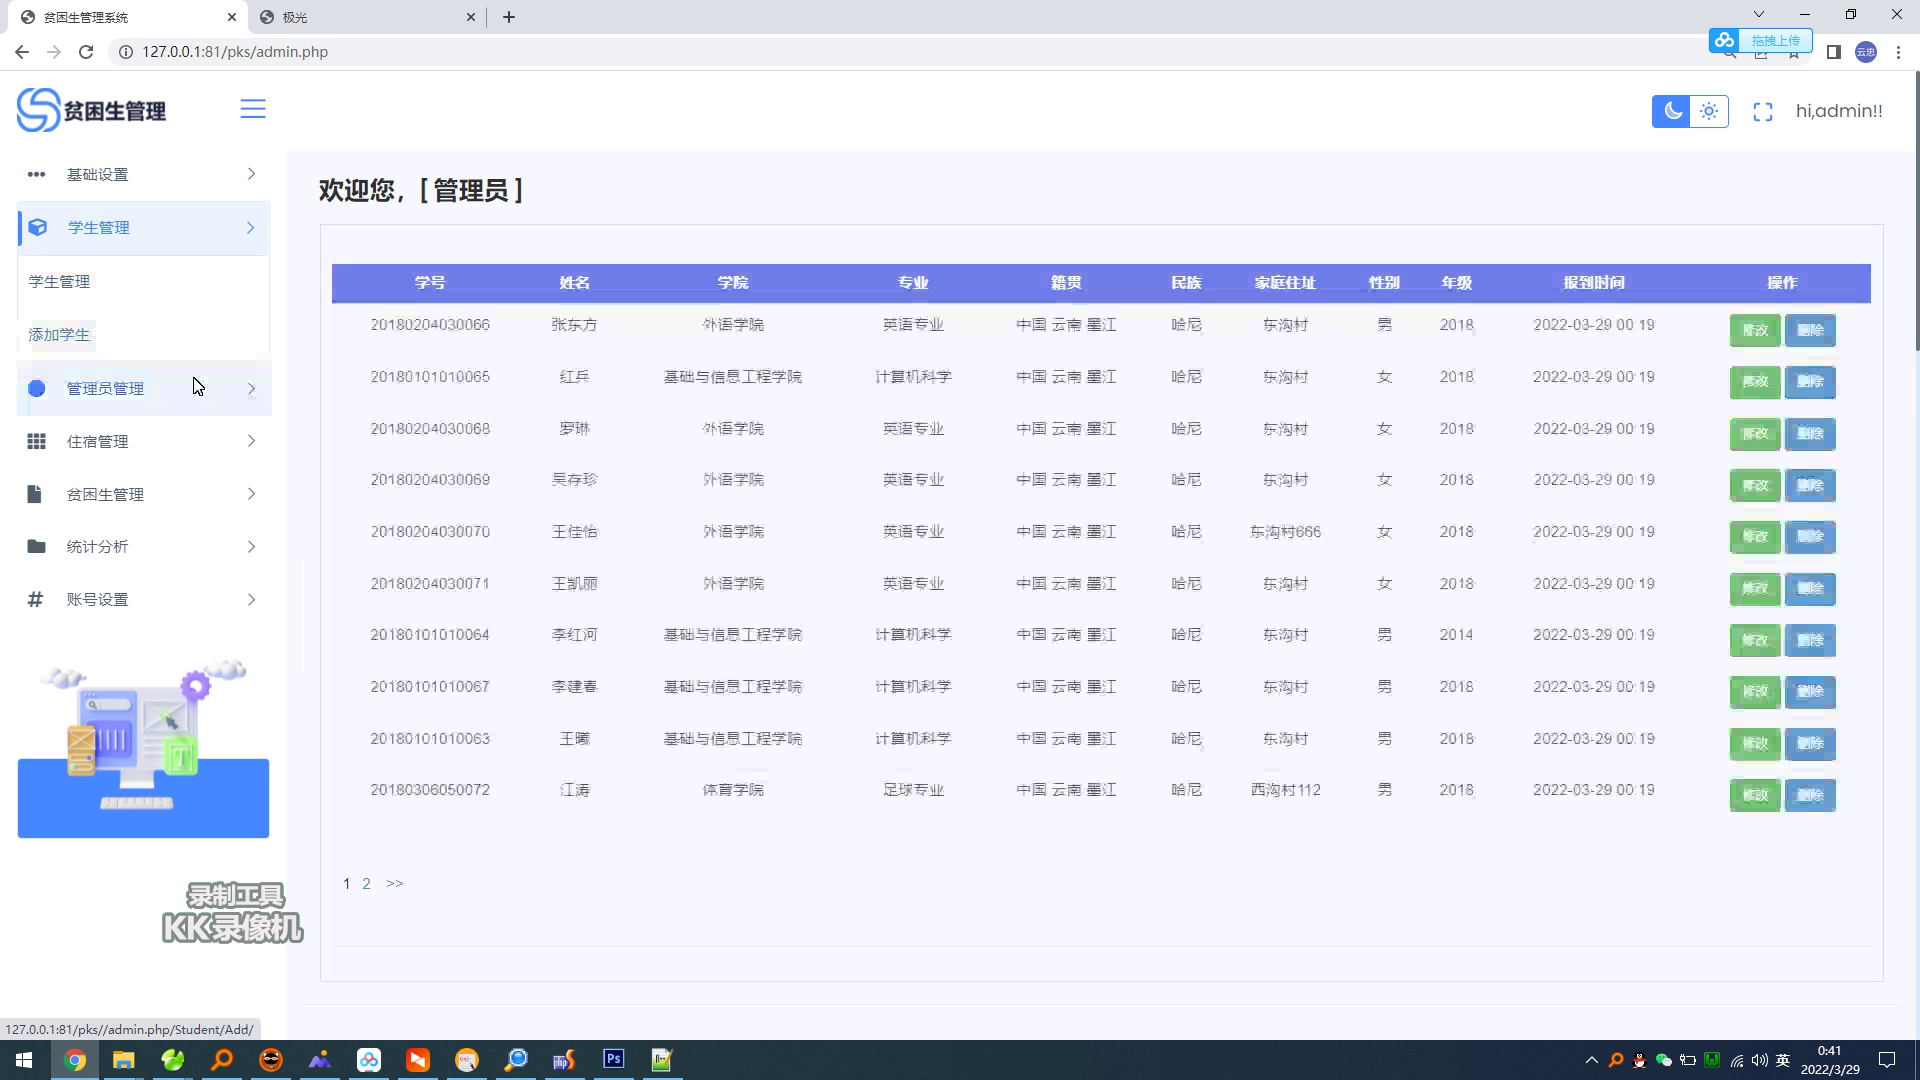 贫困生管理系统
极光
127.0.0.1:81/pks/admin.php
拖拽上传
云忠
贫困生管理
hi,admin!!
基础设置
学生管理
学生管理
添加学生
管理员管理
住宿管理
贫困生管理
统计分析
账号设置
欢迎您，[ 管理员 ]
学号 姓名 学院 专业 籍贯 民族 家庭住址 性别 年级 报到时间 操作
20180204030066 张东方 外语学院 英语专业 中国 云南 墨江 哈尼 东沟村 男 2018 2022-03-29 00:19 修改 删除
20180101010065 红兵 基础与信息工程学院 计算机科学 中国 云南 墨江 哈尼 东沟村 女 2018 2022-03-29 00:19 修改 删除
20180204030068 罗琳 外语学院 英语专业 中国 云南 墨江 哈尼 东沟村 女 2018 2022-03-29 00:19 修改 删除
20180204030069 吴存珍 外语学院 英语专业 中国 云南 墨江 哈尼 东沟村 女 2018 2022-03-29 00:19 修改 删除
20180204030070 王佳怡 外语学院 英语专业 中国 云南 墨江 哈尼 东沟村666 女 2018 2022-03-29 00:19 修改 删除
20180204030071 王凯丽 外语学院 英语专业 中国 云南 墨江 哈尼 东沟村 女 2018 2022-03-29 00:19 修改 删除
20180101010064 李红河 基础与信息工程学院 计算机科学 中国 云南 墨江 哈尼 东沟村 男 2014 2022-03-29 00:19 修改 删除
20180101010067 李建春 基础与信息工程学院 计算机科学 中国 云南 墨江 哈尼 东沟村 男 2018 2022-03-29 00:19 修改 删除
20180101010063 王曦 基础与信息工程学院 计算机科学 中国 云南 墨江 哈尼 东沟村 男 2018 2022-03-29 00:19 修改 删除
20180306050072 江涛 体育学院 足球专业 中国 云南 墨江 哈尼 西沟村112 男 2018 2022-03-29 00:19 修改 删除
1 2 >>
录制工具
KK录像机
127.0.0.1:81/pks//admin.php/Student/Add/
php
Ps
英
0:41
2022/3/29